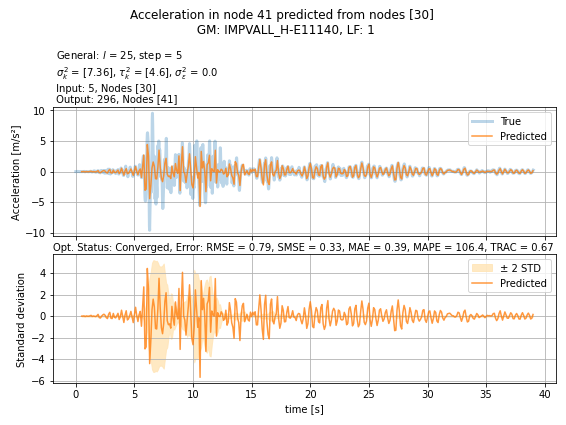 Acceleration in node 41 predicted from nodes [30]
GM: IMPVALL_H-E11140, LF: 1
General: l = 25, step = 5
σ²ₖ = [7.36], τ²ₖ = [4.6], σ²_ε = 0.0
Input: 5, Nodes [30]
Output: 296, Nodes [41]
10
5
0
−5
−10
Acceleration [m/s²]
True
Predicted
Opt. Status: Converged, Error: RMSE = 0.79, SMSE = 0.33, MAE = 0.39, MAPE = 106.4, TRAC = 0.67
4
2
0
−2
−4
−6
Standard deviation
± 2 STD
Predicted
0 5 10 15 20 25 30 35 40
time [s]